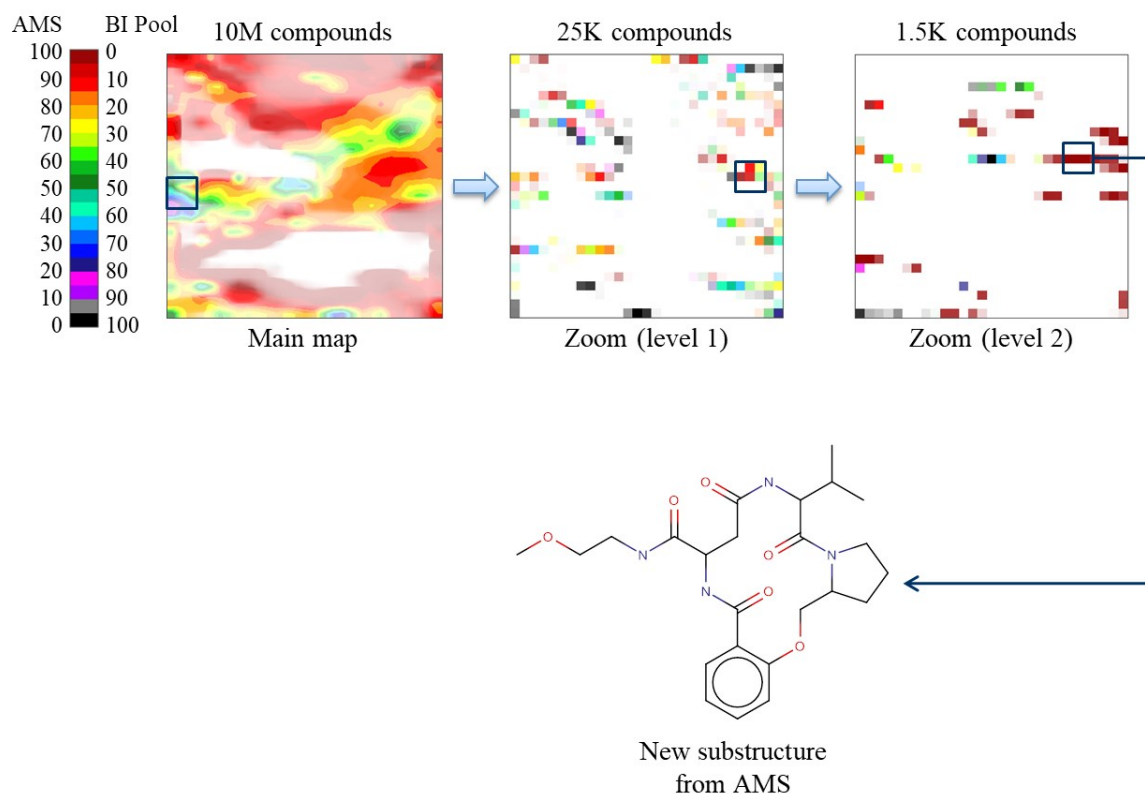 AMS BI Pool 10M compounds 25K compounds 1.5K compounds
100 0
90 10
80 20
70 30
60 40
50 50
40 60
30 70
20 80
10 90
0 100
Main map Zoom (level 1) Zoom (level 2)
O N
O
O
O N O N
N O
O
New substructure
from AMS